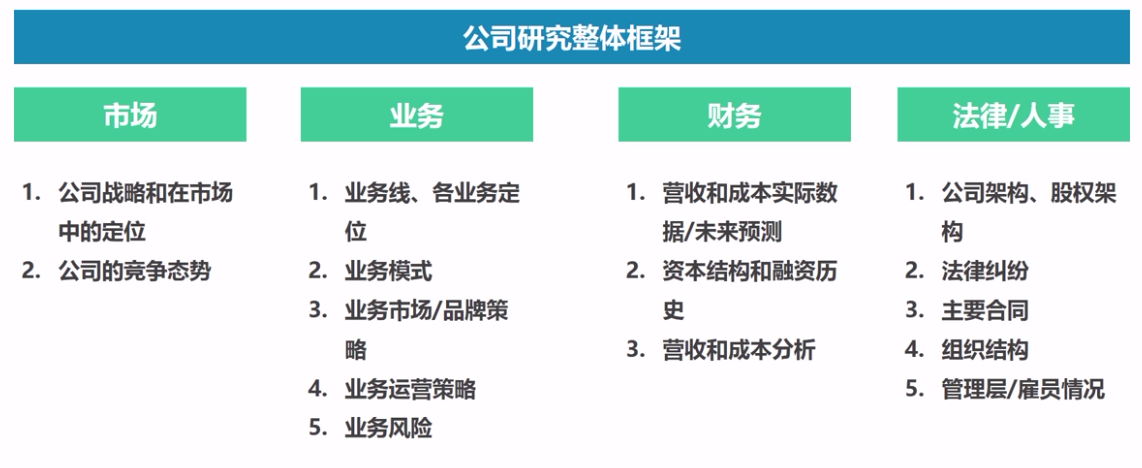 公司研究整体框架
市场
1. 公司战略和在市场
中的定位
2. 公司的竞争态势
业务
1. 业务线、各业务定
位
2. 业务模式
3. 业务市场/品牌策
略
4. 业务运营策略
5. 业务风险
财务
1. 营收和成本实际数
据/未来预测
2. 资本结构和融资历
史
3. 营收和成本分析
法律/人事
1. 公司架构、股权架
构
2. 法律纠纷
3. 主要合同
4. 组织结构
5. 管理层/雇员情况